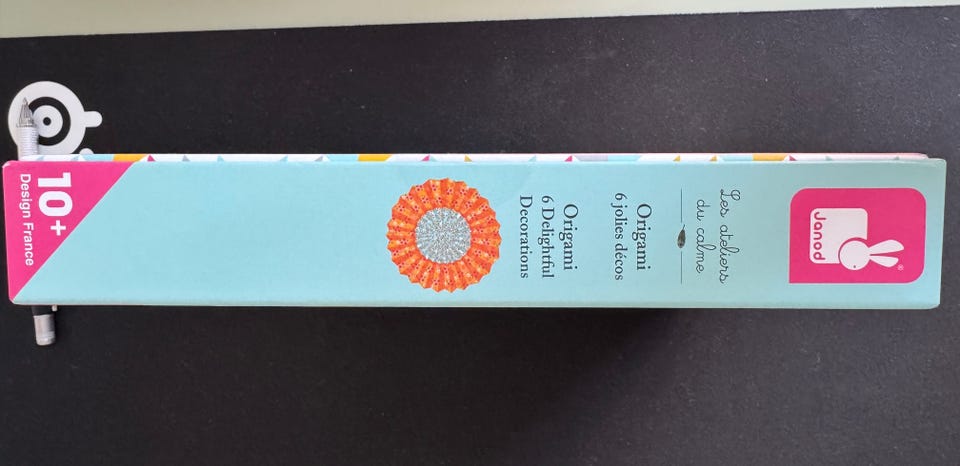 Janod
®
Les ateliers
du calme
Origami
6 jolies décos
Origami
6 Delightful
Decorations
10+
Design France